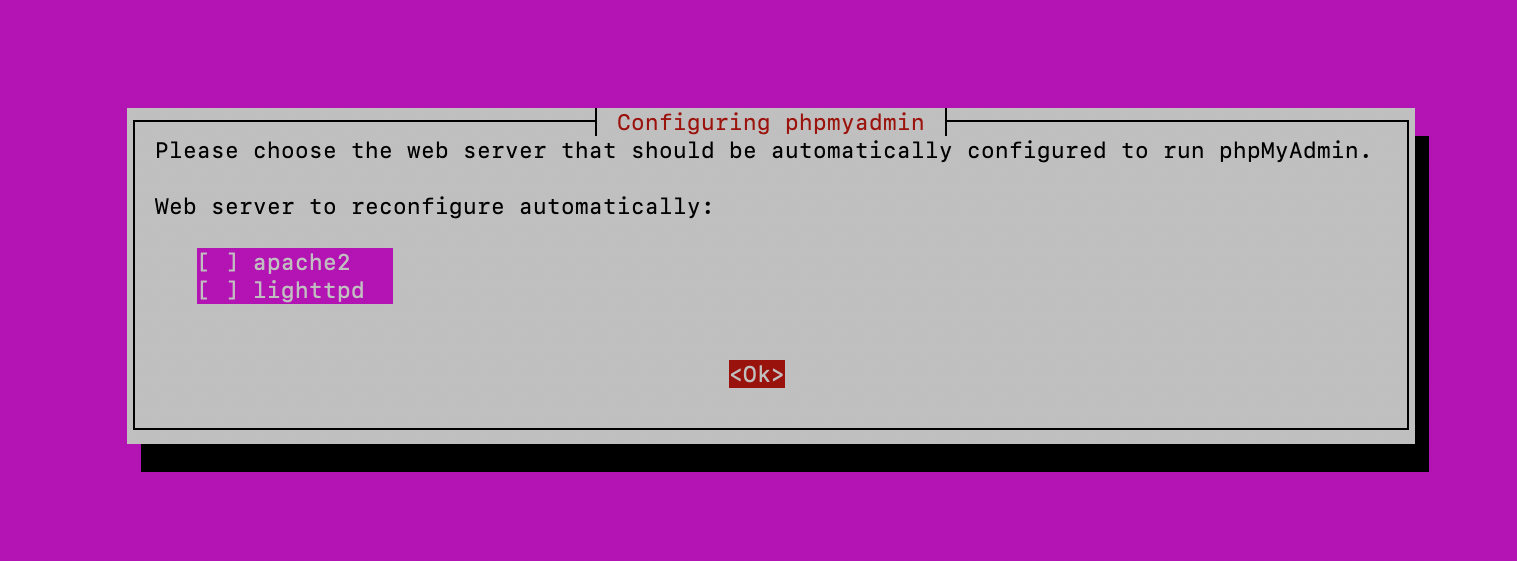 Configuring phpmyadmin
Please choose the web server that should be automatically configured to run phpMyAdmin.
Web server to reconfigure automatically:
[ ] apache2
[ ] lighttpd
<Ok>